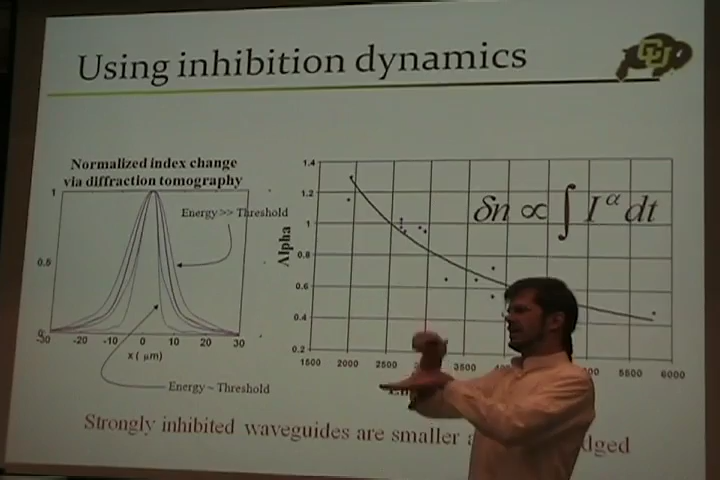 Using inhibition dynamics
CU
Normalized index change
via diffraction tomography
1
0.5
0
-30 -20 -10 0 10 20 30
x ( μm)
Energy >> Threshold
Energy ~ Threshold
Alpha
1.4
1.2
1
0.8
0.6
0.4
0.2
1500 2000 2500 3500 5500 6000
δn ∝ ∫ I^α dt
Strongly inhibited waveguides are smaller